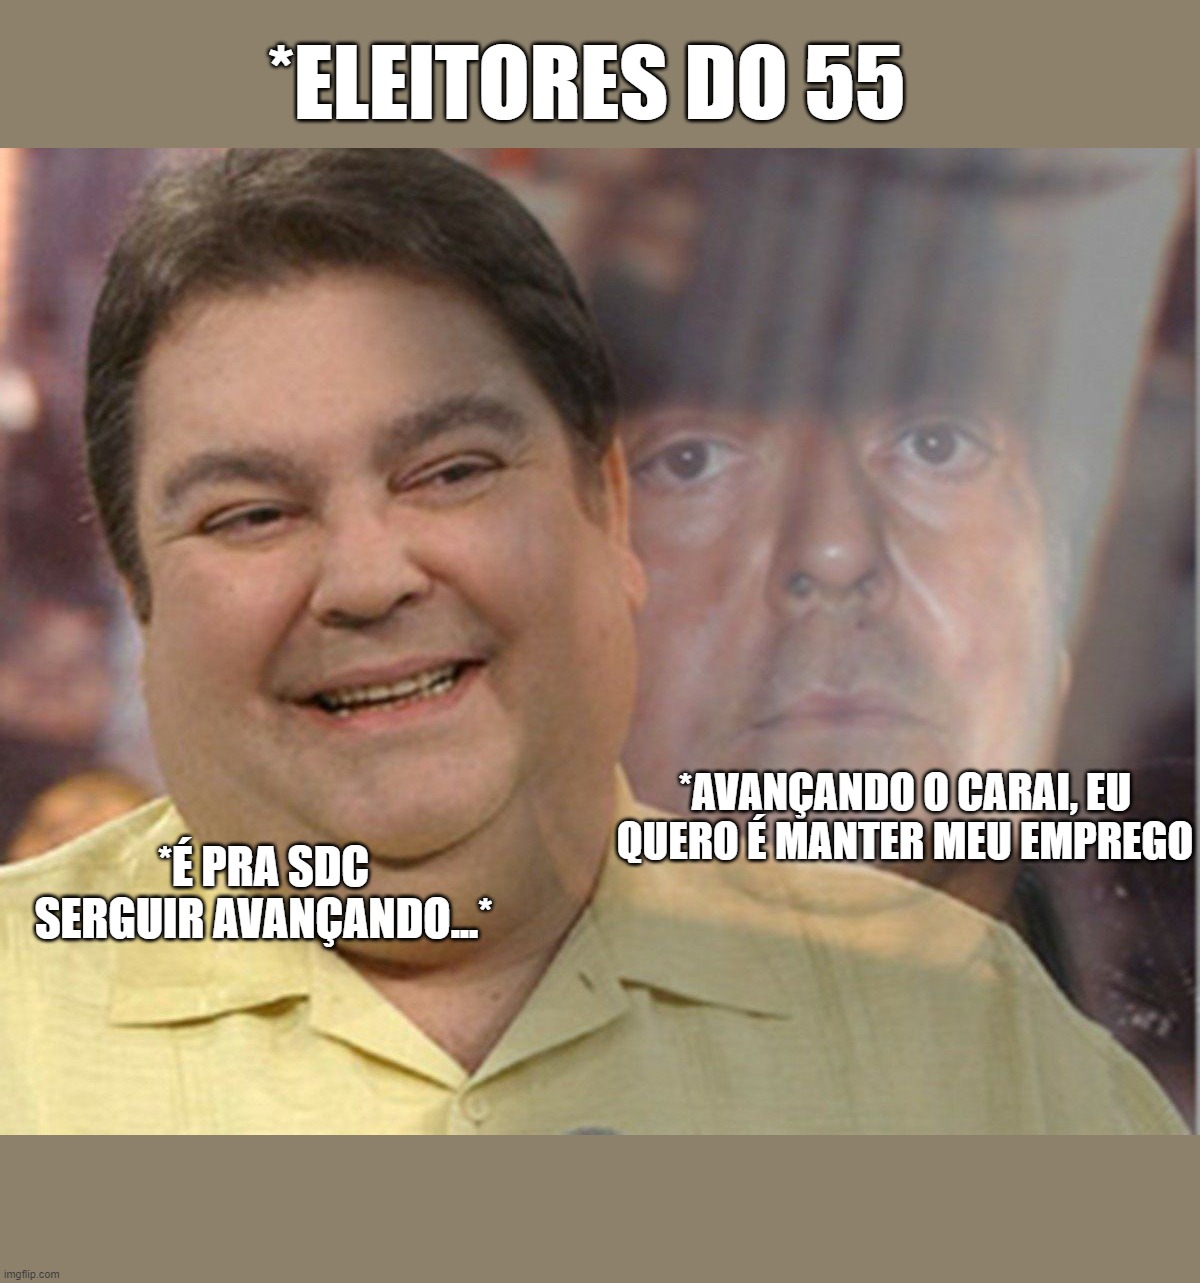 *ELEITORES DO 55
*AVANÇANDO O CARAI, EU
QUERO É MANTER MEU EMPREGO
*É PRA SDC
SERGUIR AVANÇANDO...*
imgflip.com